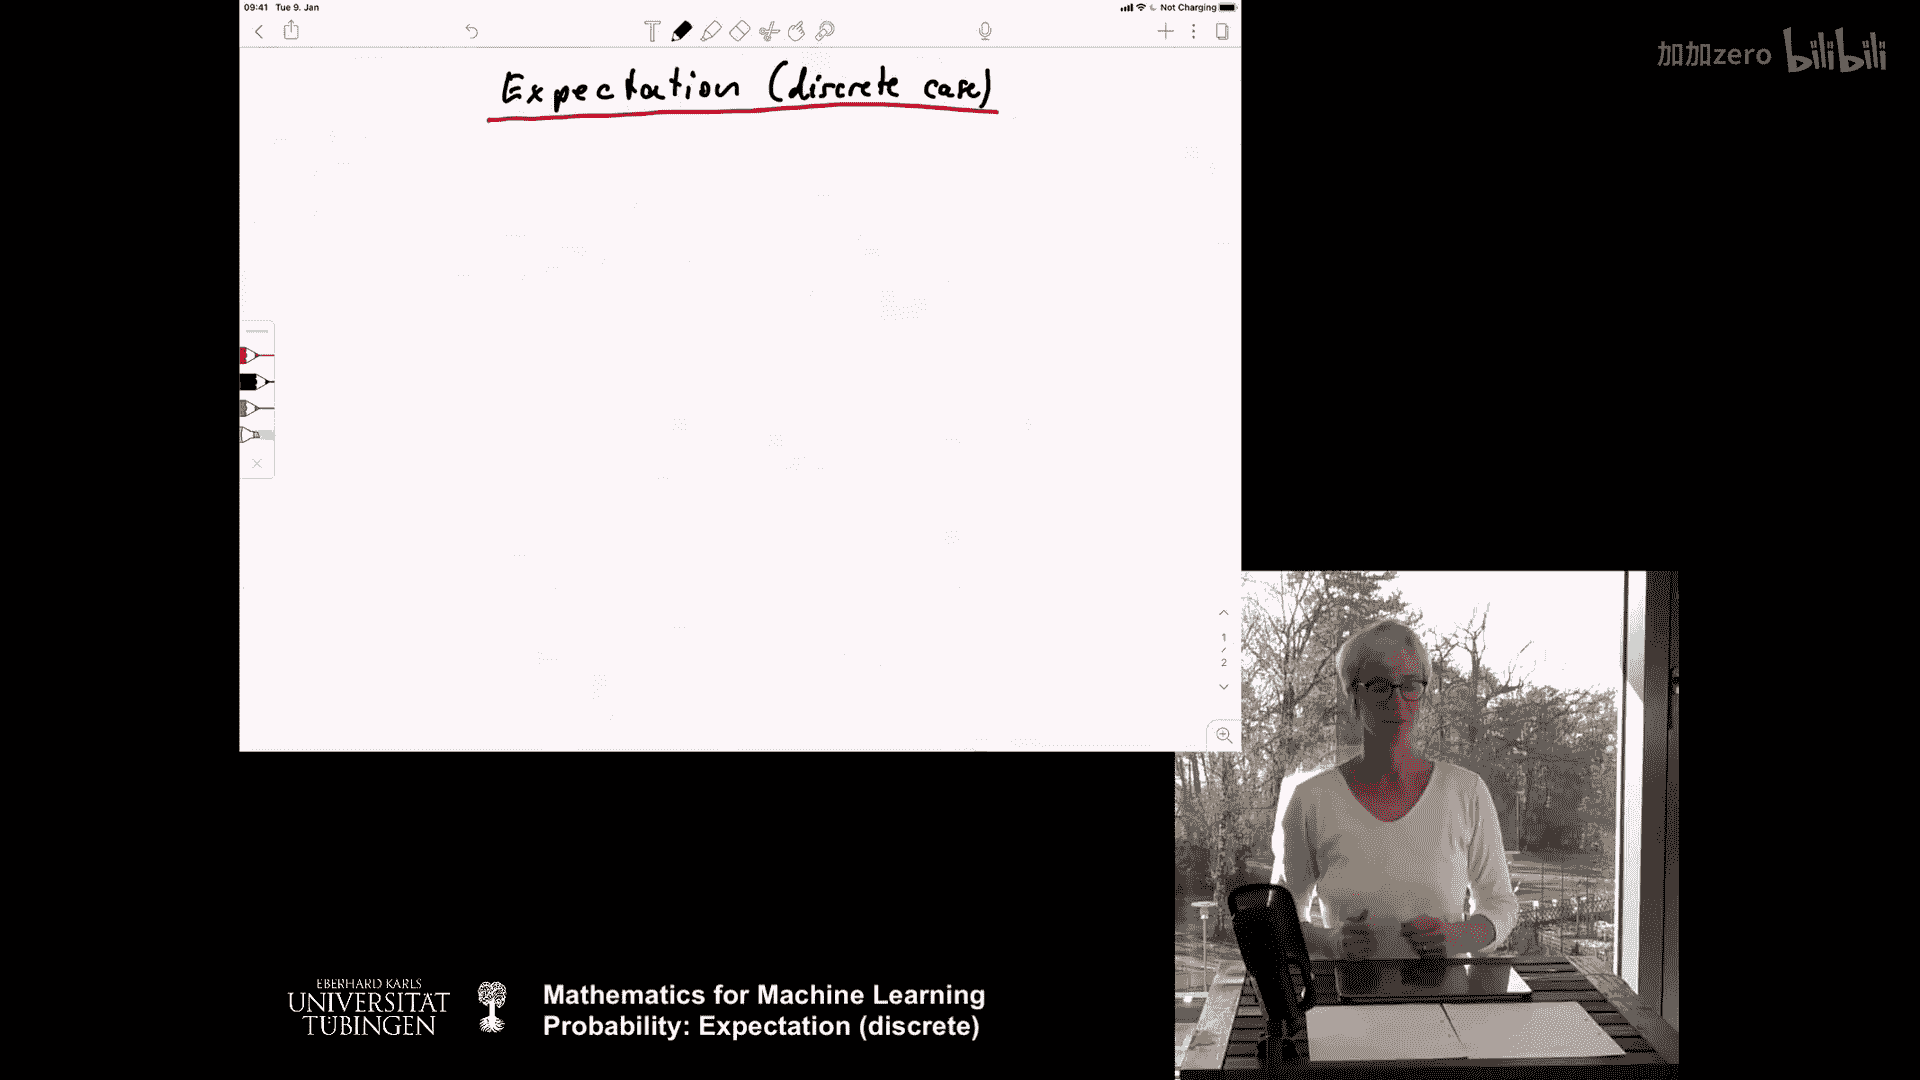 09:41 Tue 9. Jan
Not Charging
加加zero bilibili
Expectation (discrete case)
1
/
2
EBERHARD KARLS
UNIVERSITÄT
TÜBINGEN
Mathematics for Machine Learning
Probability: Expectation (discrete)